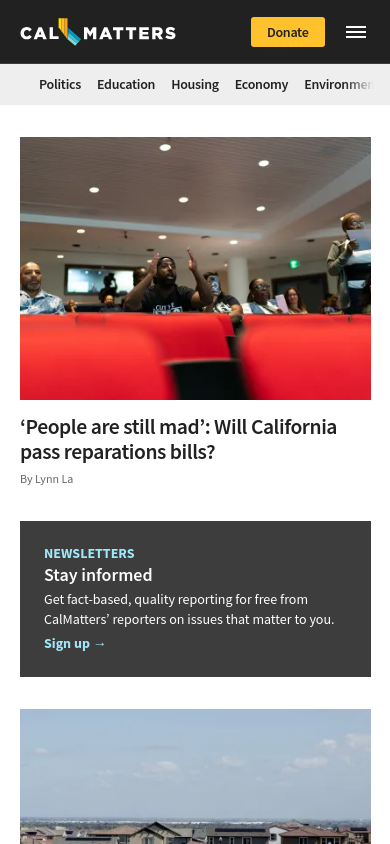 CAL MATTERS
Donate
Politics Education Housing Economy
‘People are still mad’: Will California
pass reparations bills?
By Lynn La
NEWSLETTERS
Stay informed
Get fact-based, quality reporting for free from
CalMatters’ reporters on issues that matter to you.
Sign up →